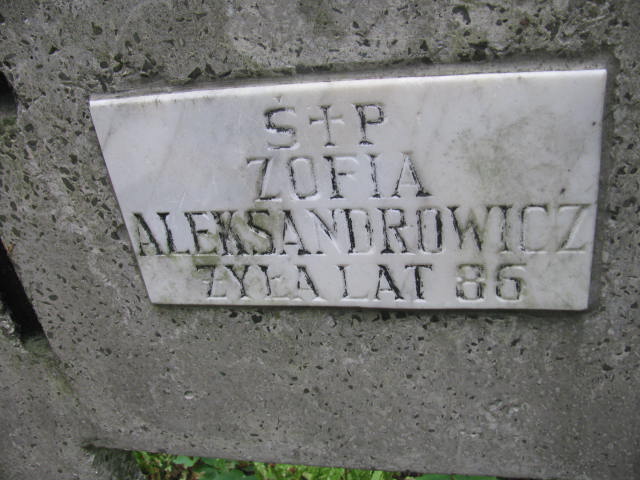 Ś✝P
ZOFIA
ALEKSANDROWICZ
ŻYŁA LAT 86